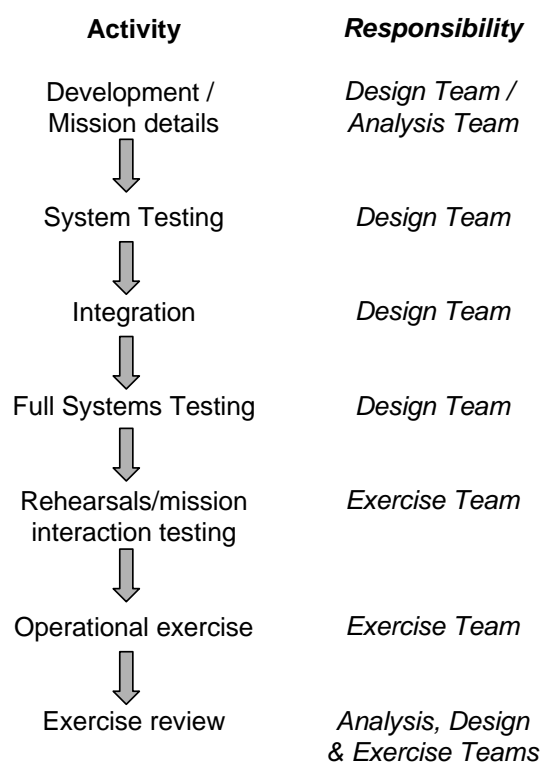 Activity Responsibility
Development / Design Team /
Mission details Analysis Team
System Testing Design Team
Integration Design Team
Full Systems Testing Design Team
Rehearsals/mission Exercise Team
interaction testing
Operational exercise Exercise Team
Exercise review Analysis, Design
& Exercise Teams